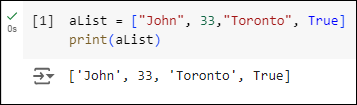 [1] aList = ["John", 33,"Toronto", True]
0s print(aList)
['John', 33, 'Toronto', True]